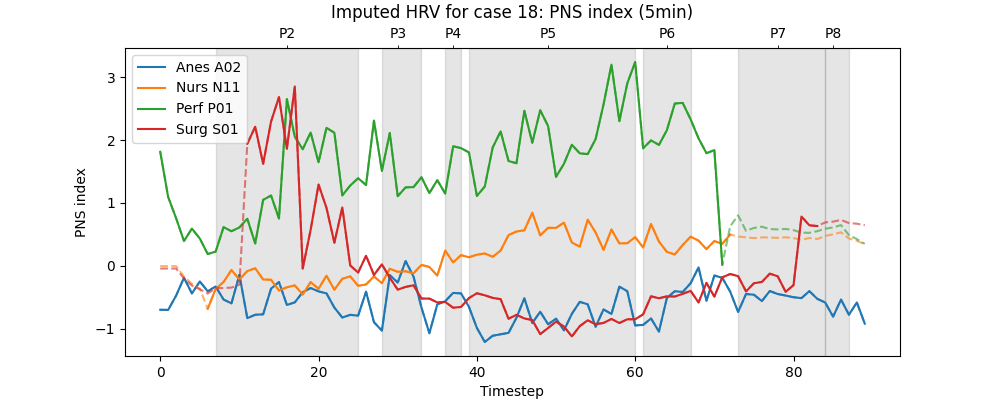 Imputed HRV for case 18: PNS index (5min)
P2 P3 P4 P5 P6 P7 P8
Anes A02
Nurs N11
Perf P01
Surg S01
PNS index
3
2
1
0
−1
0 20 40 60 80
Timestep